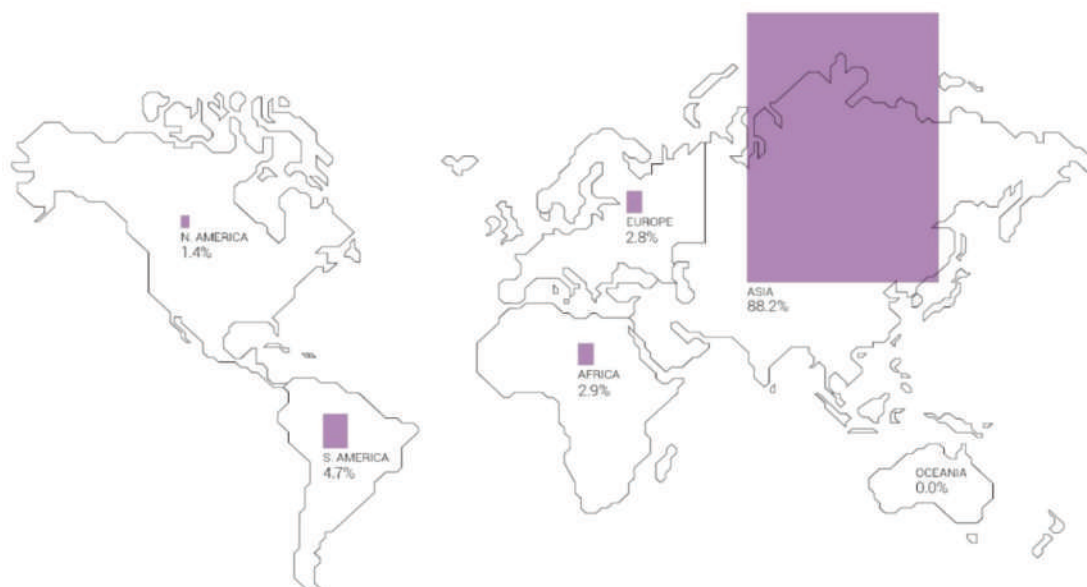 N. AMERICA
1.4%
EUROPE
2.8%
ASIA
88.2%
AFRICA
2.9%
S. AMERICA
4.7%
OCEANIA
0.0%